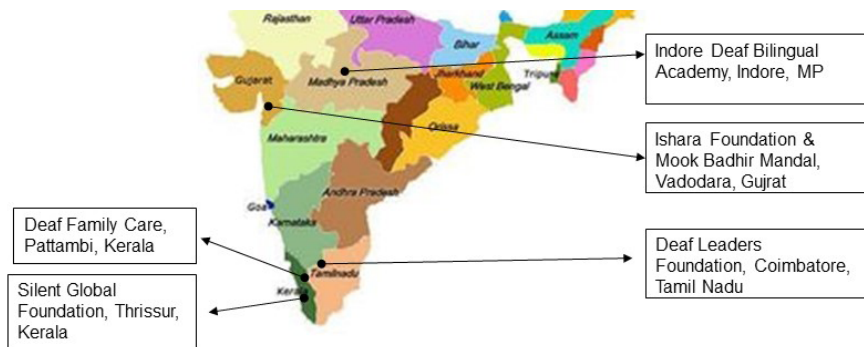 Rajasthan
Uttar Pradesh
Bihar
Assam
Gujarat
Madhya Pradesh
Jharkhand
West Bengal
Tripura
Orissa
Maharashtra
Andhra Pradesh
Goa
Karnataka
Tamilnadu
Kerala
Indore Deaf Bilingual
Academy, Indore, MP
Ishara Foundation &
Mook Badhir Mandal,
Vadodara, Gujrat
Deaf Family Care,
Pattambi, Kerala
Deaf Leaders
Foundation, Coimbatore,
Tamil Nadu
Silent Global
Foundation, Thrissur,
Kerala